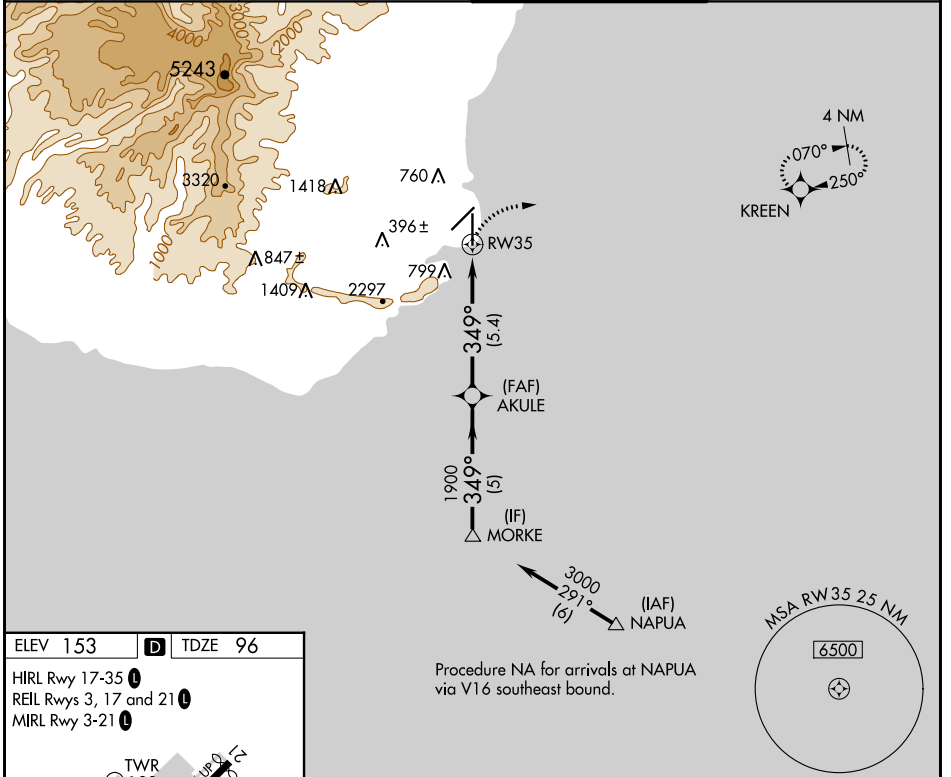 4000
3000
2000
5243
3320
1000
1418
760
396±
847±
799
1409
2297
RW35
4 NM
070°
250°
KREEN
349°
(5.4)
(FAF)
AKULE
1900
349°
(5)
(IF)
MORKE
3000
291°
(6)
(IAF)
NAPUA
Procedure NA for arrivals at NAPUA
via V16 southeast bound.
MSA RW35 25 NM
6500
ELEV 153 D TDZE 96
HIRL Rwy 17-35 L
REIL Rwys 3, 17 and 21 L
MIRL Rwy 3-21 L
TWR
UP
21